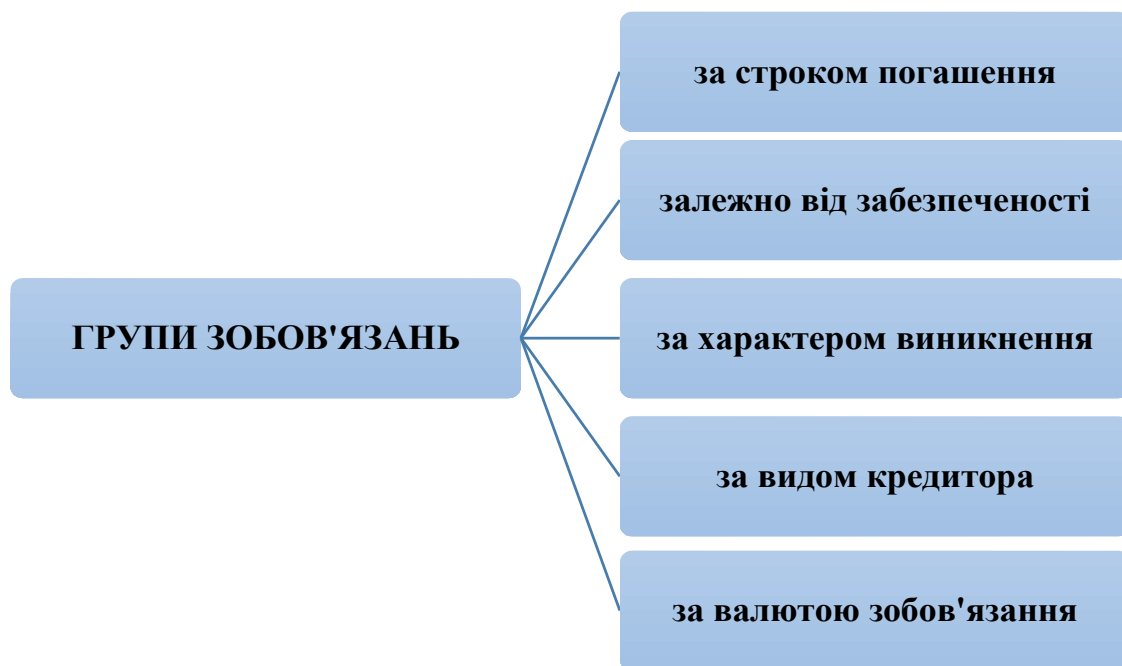 за строком погашення
залежно від забезпеченості
ГРУПИ ЗОБОВ'ЯЗАНЬ
за характером виникнення
за видом кредитора
за валютою зобов'язання